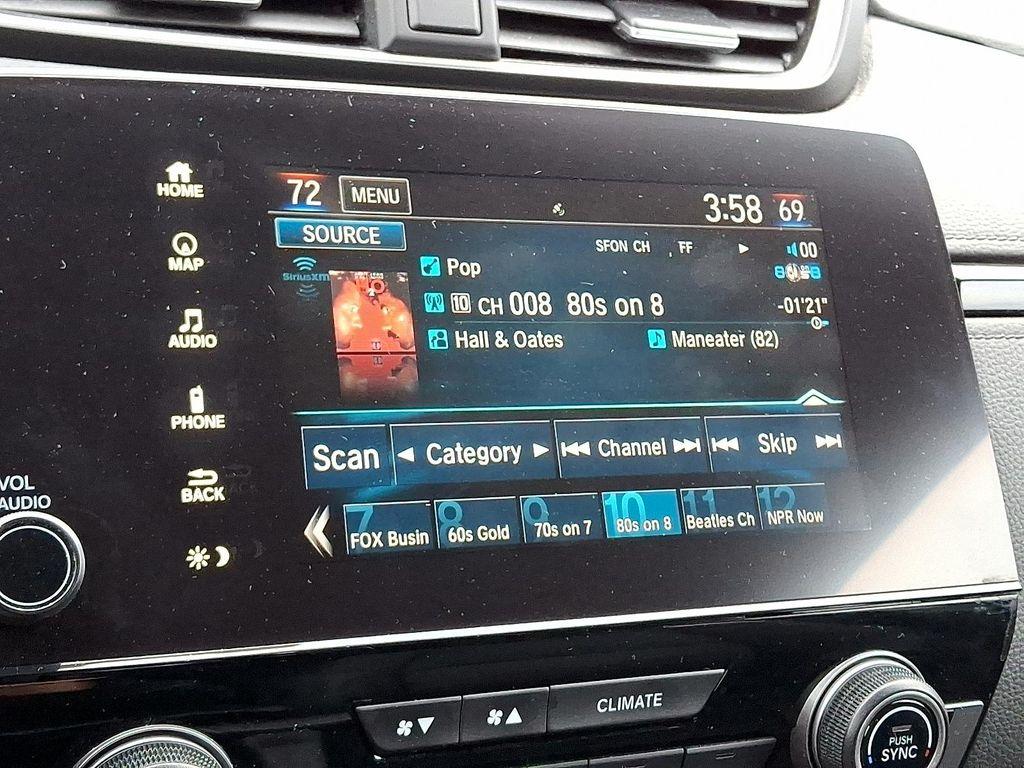 HOME
MAP
AUDIO
PHONE
BACK
VOL
AUDIO
72 MENU 3:58 69
SOURCE
SFON CH FF 00
SiriusXM
Pop
10 CH 008 80s on 8 -01'21"
Hall & Oates Maneater (82)
Scan Category Channel Skip
7 FOX Busin
8 60s Gold
9 70s on 7
10 80s on 8
11 Beatles Ch
12 NPR Now
CLIMATE
PUSH
SYNC